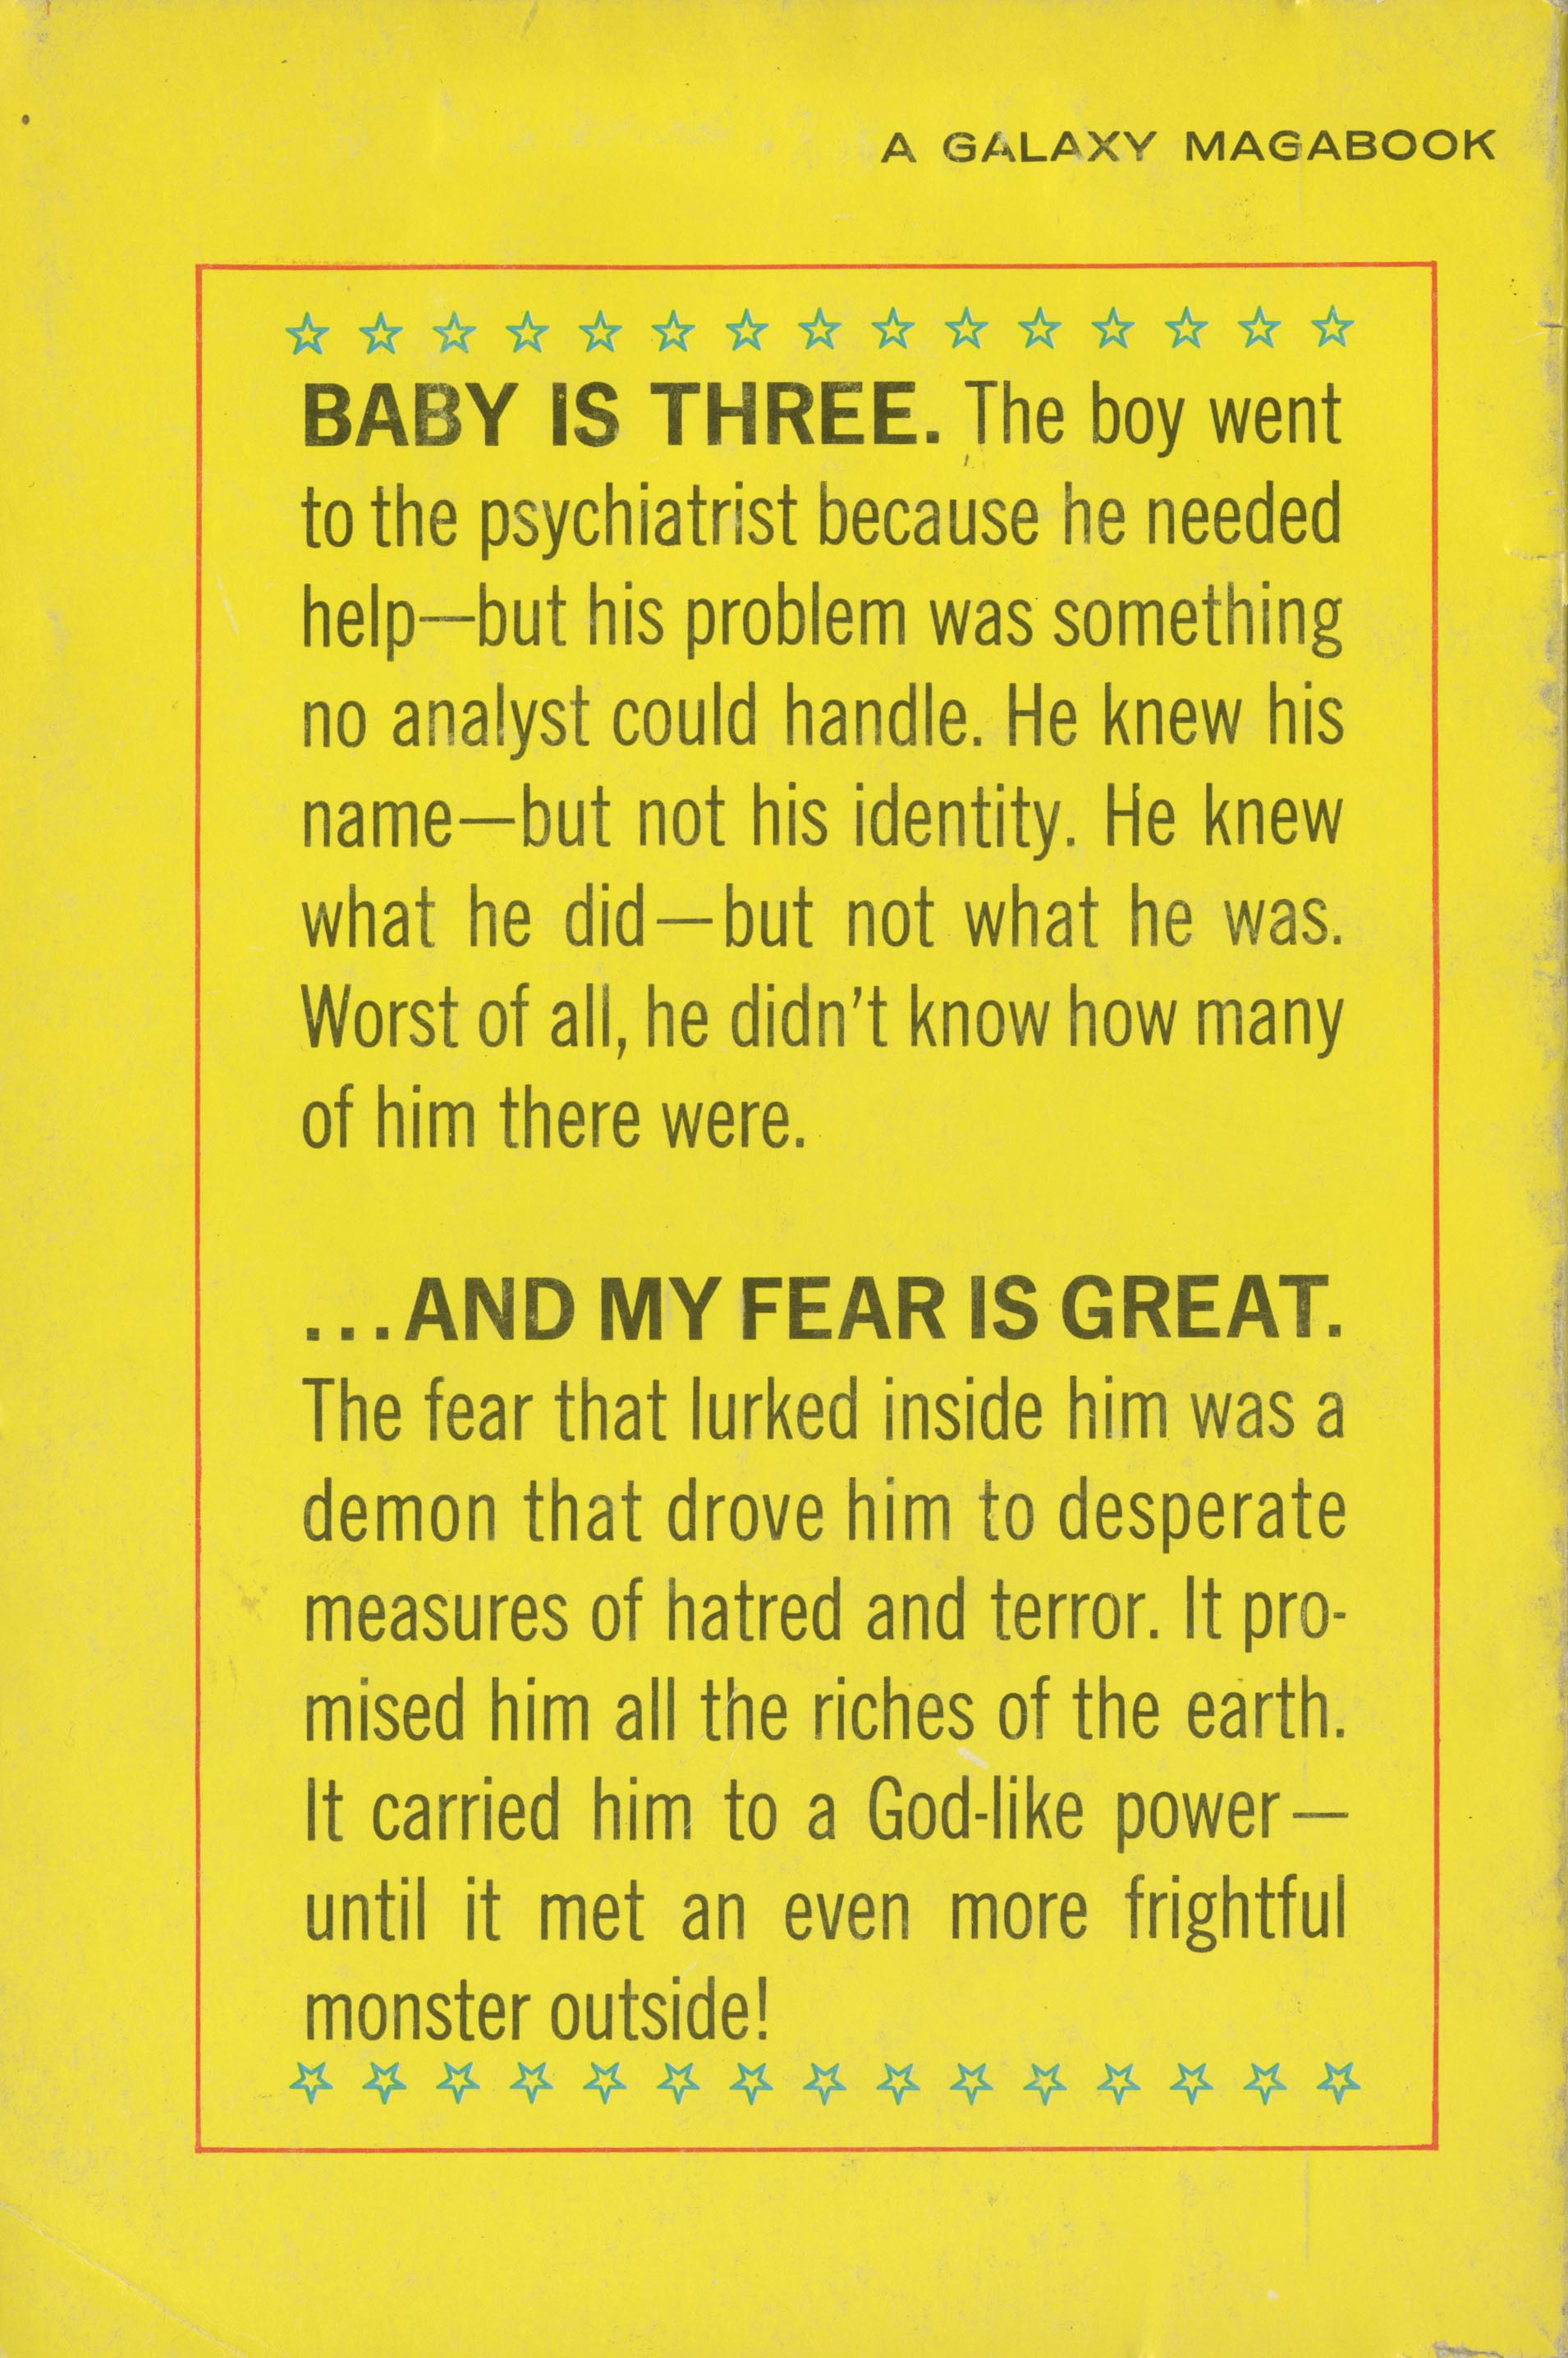 A GALAXY MAGABOOK
BABY IS THREE. The boy went
to the psychiatrist because he needed
help—but his problem was something
no analyst could handle. He knew his
name—but not his identity. He knew
what he did—but not what he was.
Worst of all, he didn't know how many
of him there were.
...AND MY FEAR IS GREAT.
The fear that lurked inside him was a
demon that drove him to desperate
measures of hatred and terror. It pro-
mised him all the riches of the earth.
It carried him to a God-like power—
until it met an even more frightful
monster outside!